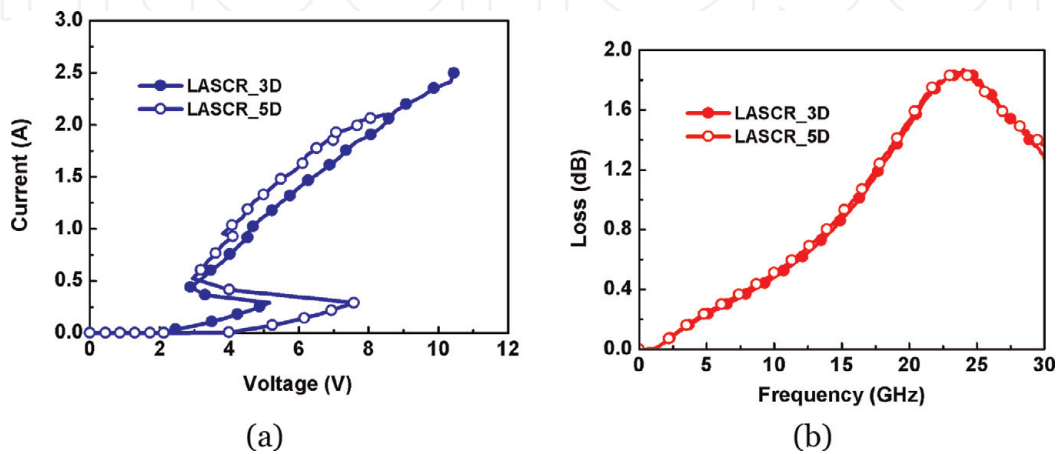 3.0
2.5
2.0
1.5
1.0
0.5
0.0
Current (A)
LASCR_3D
LASCR_5D
0 2 4 6 8 10 12
Voltage (V)
(a)
2.0
1.6
1.2
0.8
0.4
0.0
Loss (dB)
LASCR_3D
LASCR_5D
0 5 10 15 20 25 30
Frequency (GHz)
(b)